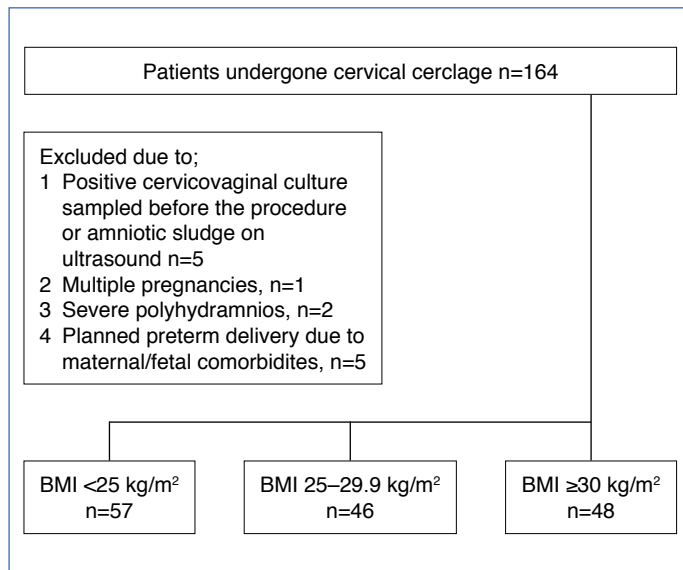 Patients undergone cervical cerclage n=164
Excluded due to;
1 Positive cervicovaginal culture
sampled before the procedure
or amniotic sludge on
ultrasound n=5
2 Multiple pregnancies, n=1
3 Severe polyhydramnios, n=2
4 Planned preterm delivery due to
maternal/fetal comorbidites, n=5
BMI <25 kg/m²
n=57
BMI 25–29.9 kg/m²
n=46
BMI ≥30 kg/m²
n=48